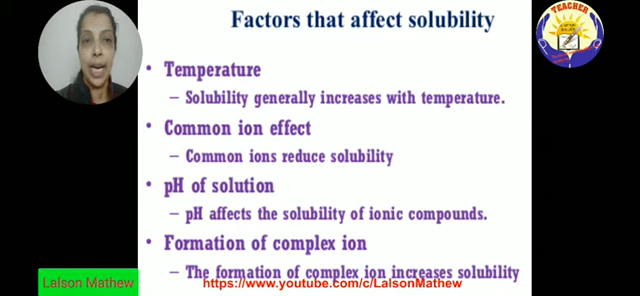 Factors that affect solubility
TEACHER
• Temperature
– Solubility generally increases with temperature.
• Common ion effect
– Common ions reduce solubility
• pH of solution
– pH affects the solubility of ionic compounds.
• Formation of complex ion
– The formation of complex ion increases solubility
Lalson Mathew
https://www.youtube.com/c/LalsonMathew